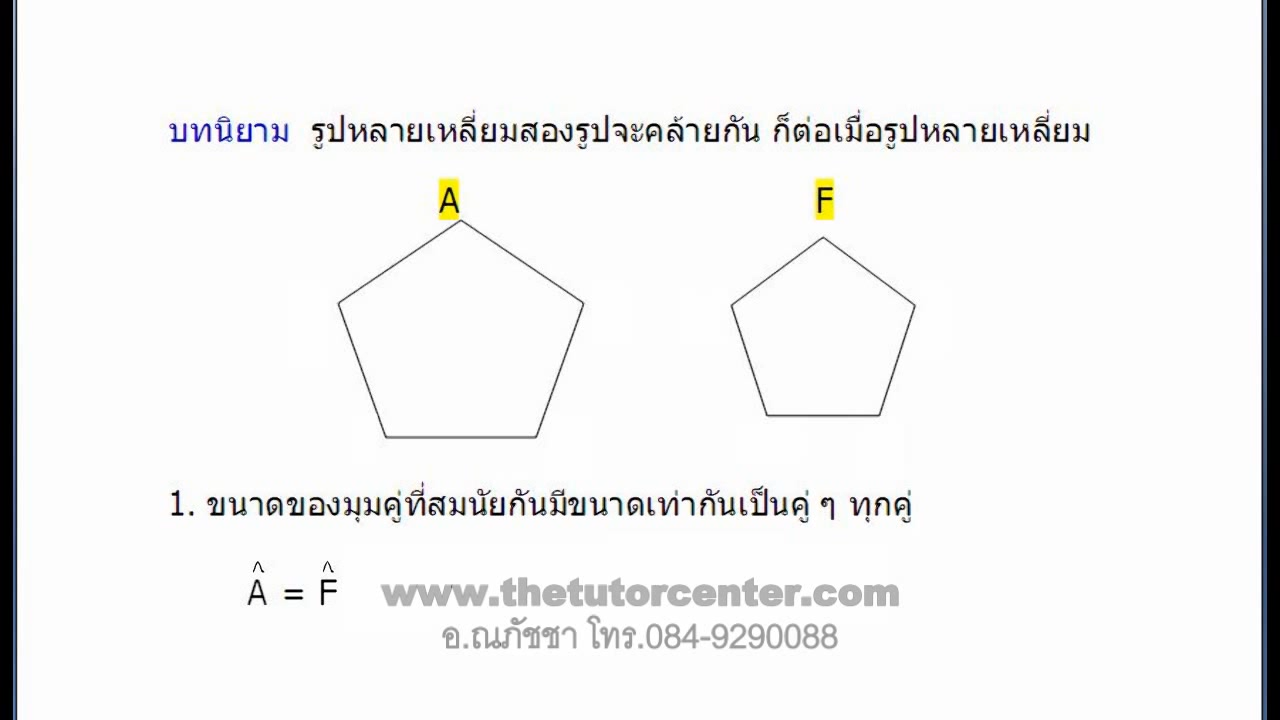 บทนิยาม รูปหลายเหลี่ยมสองรูปจะคล้ายกัน ก็ต่อเมื่อรูปหลายเหลี่ยม
A F
1. ขนาดของมุมคู่ที่สมนัยกันมีขนาดเท่ากันเป็นคู่ ๆ ทุกคู่
Â = F̂
www.thetutorcenter.com
อ.ณภัชชา โทร.084-9290088